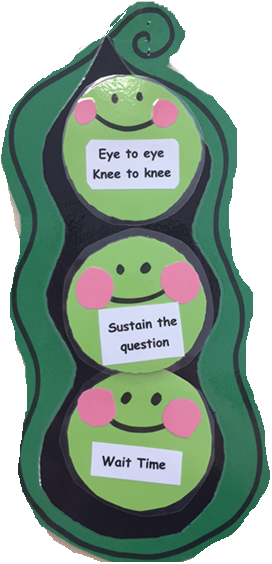 Eye to eye
Knee to knee
Sustain the
question
Wait Time